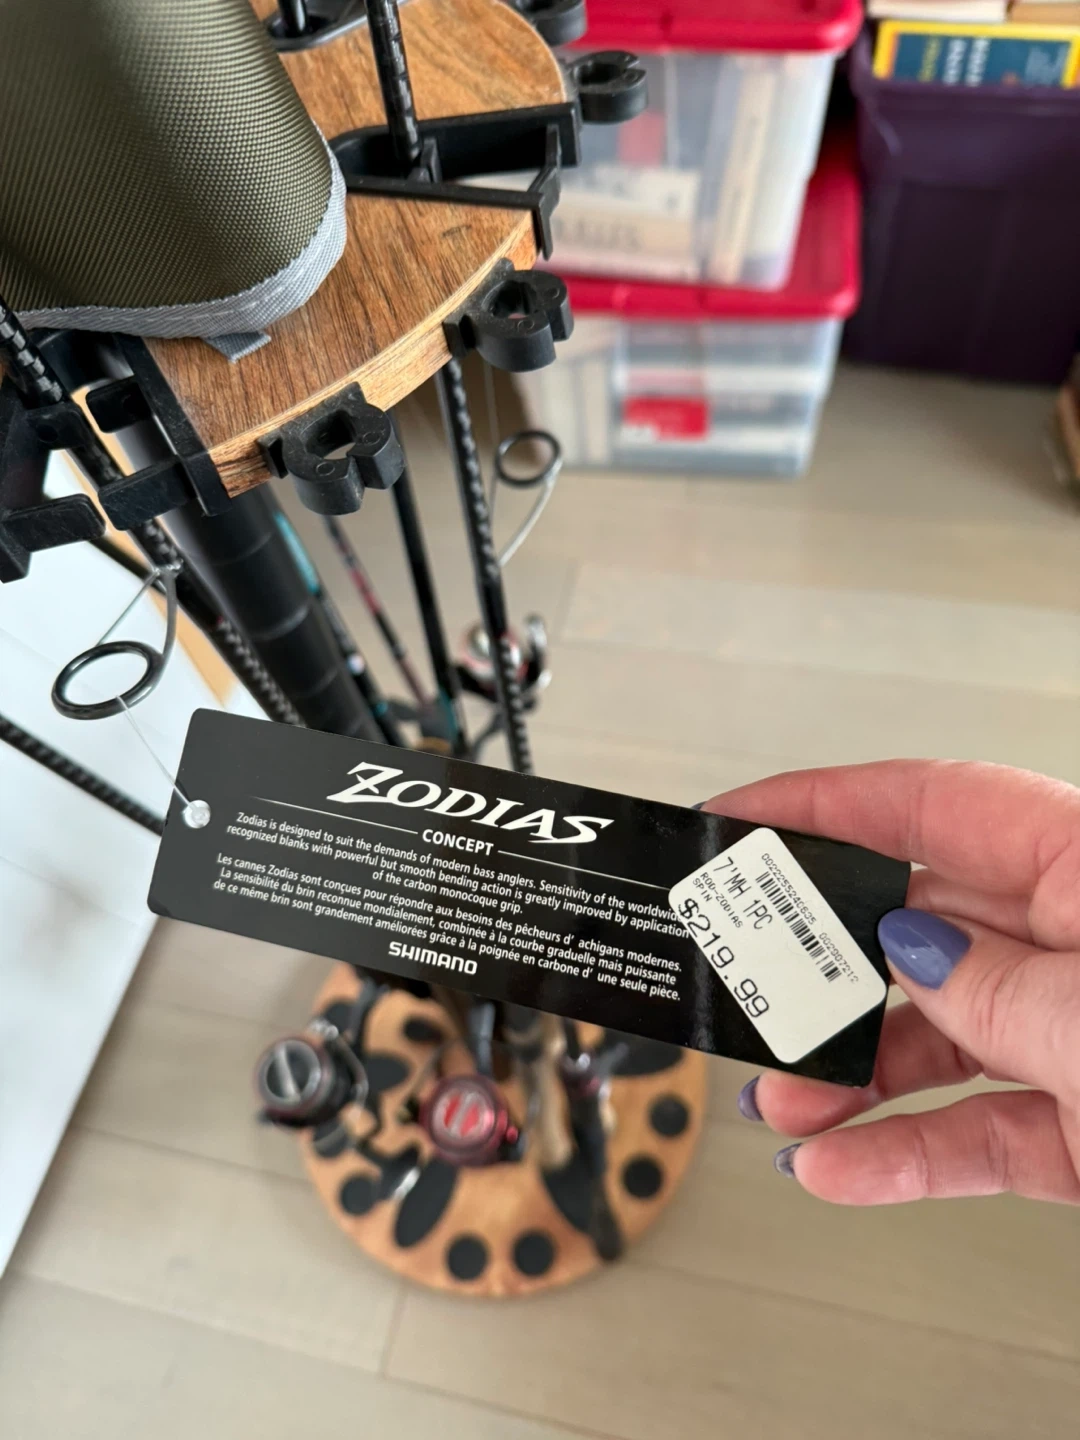 ZODIAS
CONCEPT
Zodias is designed to suit the demands of modern bass anglers. Sensitivity of the worldwide
recognized blanks with powerful but smooth bending action is greatly improved by application
of the carbon monocoque grip.
Les cannes Zodias sont conçues pour répondre aux besoins des pêcheurs d' achigans modernes.
La sensibilité du brin reconnue mondialement, combinée à la courbe graduelle mais puissante
de ce même brin sont grandement améliorées grâce à la poignée en carbone d' une seule pièce.
SHIMANO
7'MH 1PC
ROD-ZODIAS
SPIN
$219.99